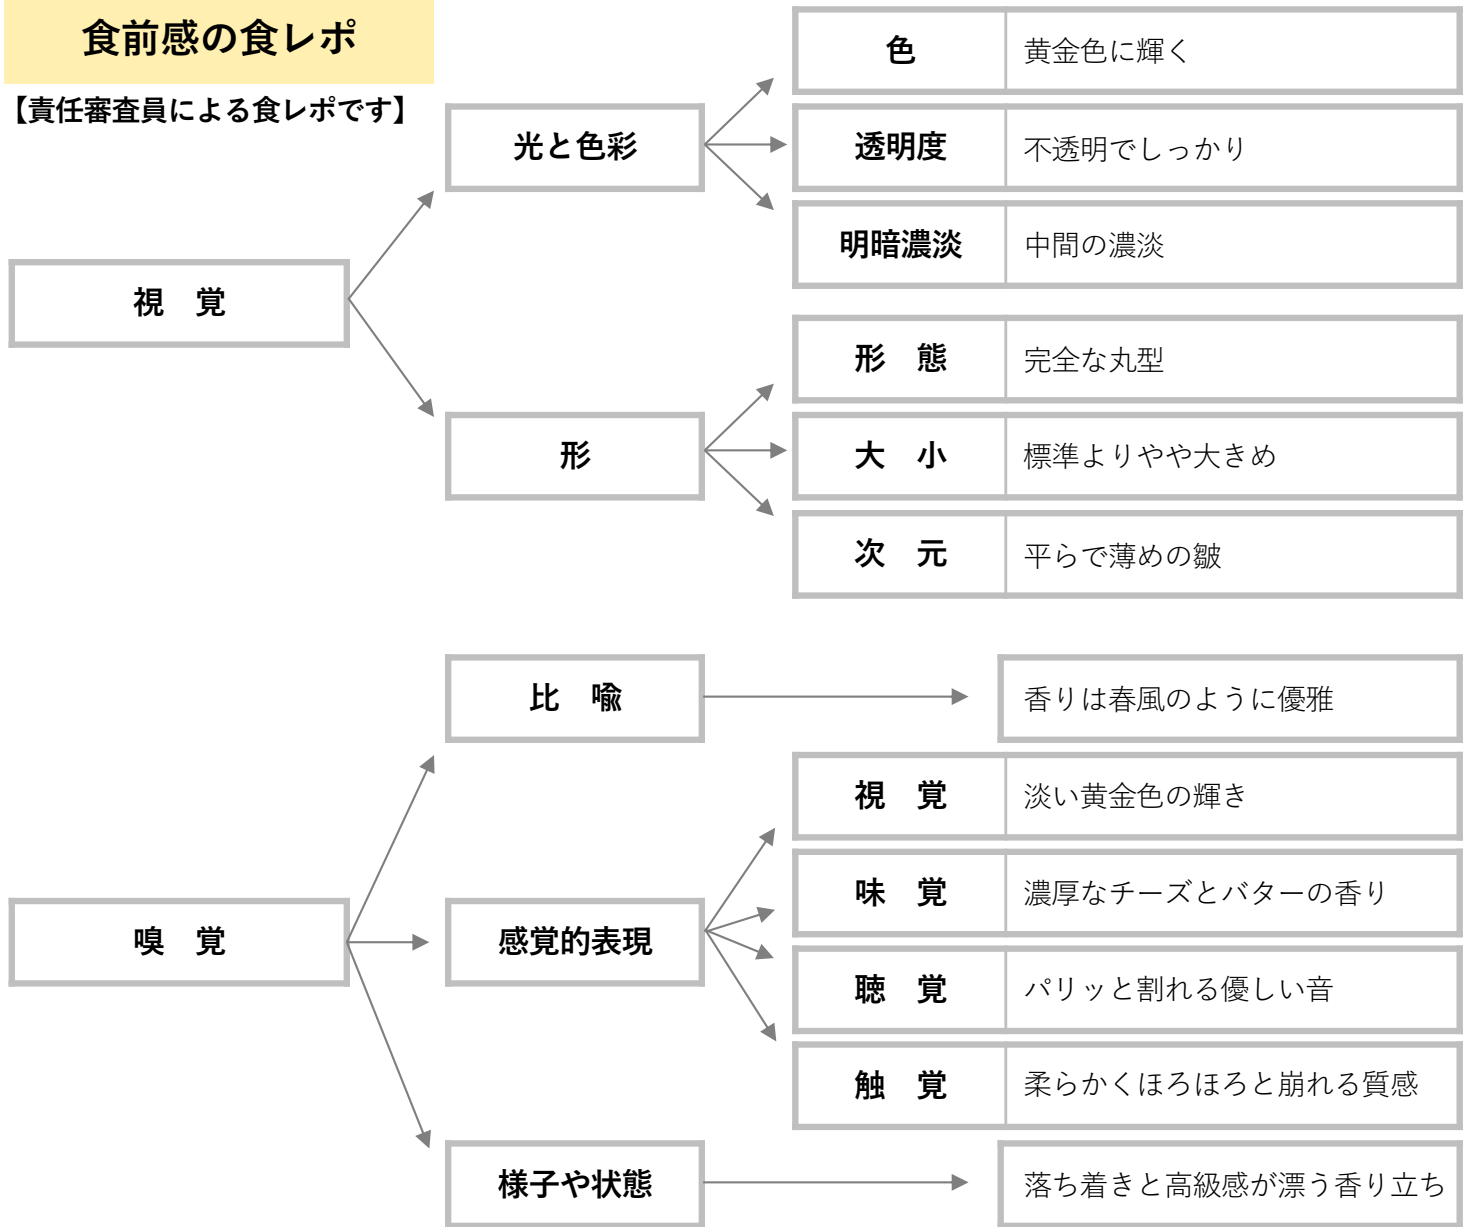 食前感の食レポ
【責任審査員による食レポです】
視　覚
光と色彩
色　黄金色に輝く
透明度　不透明でしっかり
明暗濃淡　中間の濃淡
形
形　態　完全な丸型
大　小　標準よりやや大きめ
次　元　平らで薄めの皺
嗅　覚
比　喩
香りは春風のように優雅
感覚的表現
視　覚　淡い黄金色の輝き
味　覚　濃厚なチーズとバターの香り
聴　覚　パリッと割れる優しい音
触　覚　柔らかくほろほろと崩れる質感
様子や状態
落ち着きと高級感が漂う香り立ち